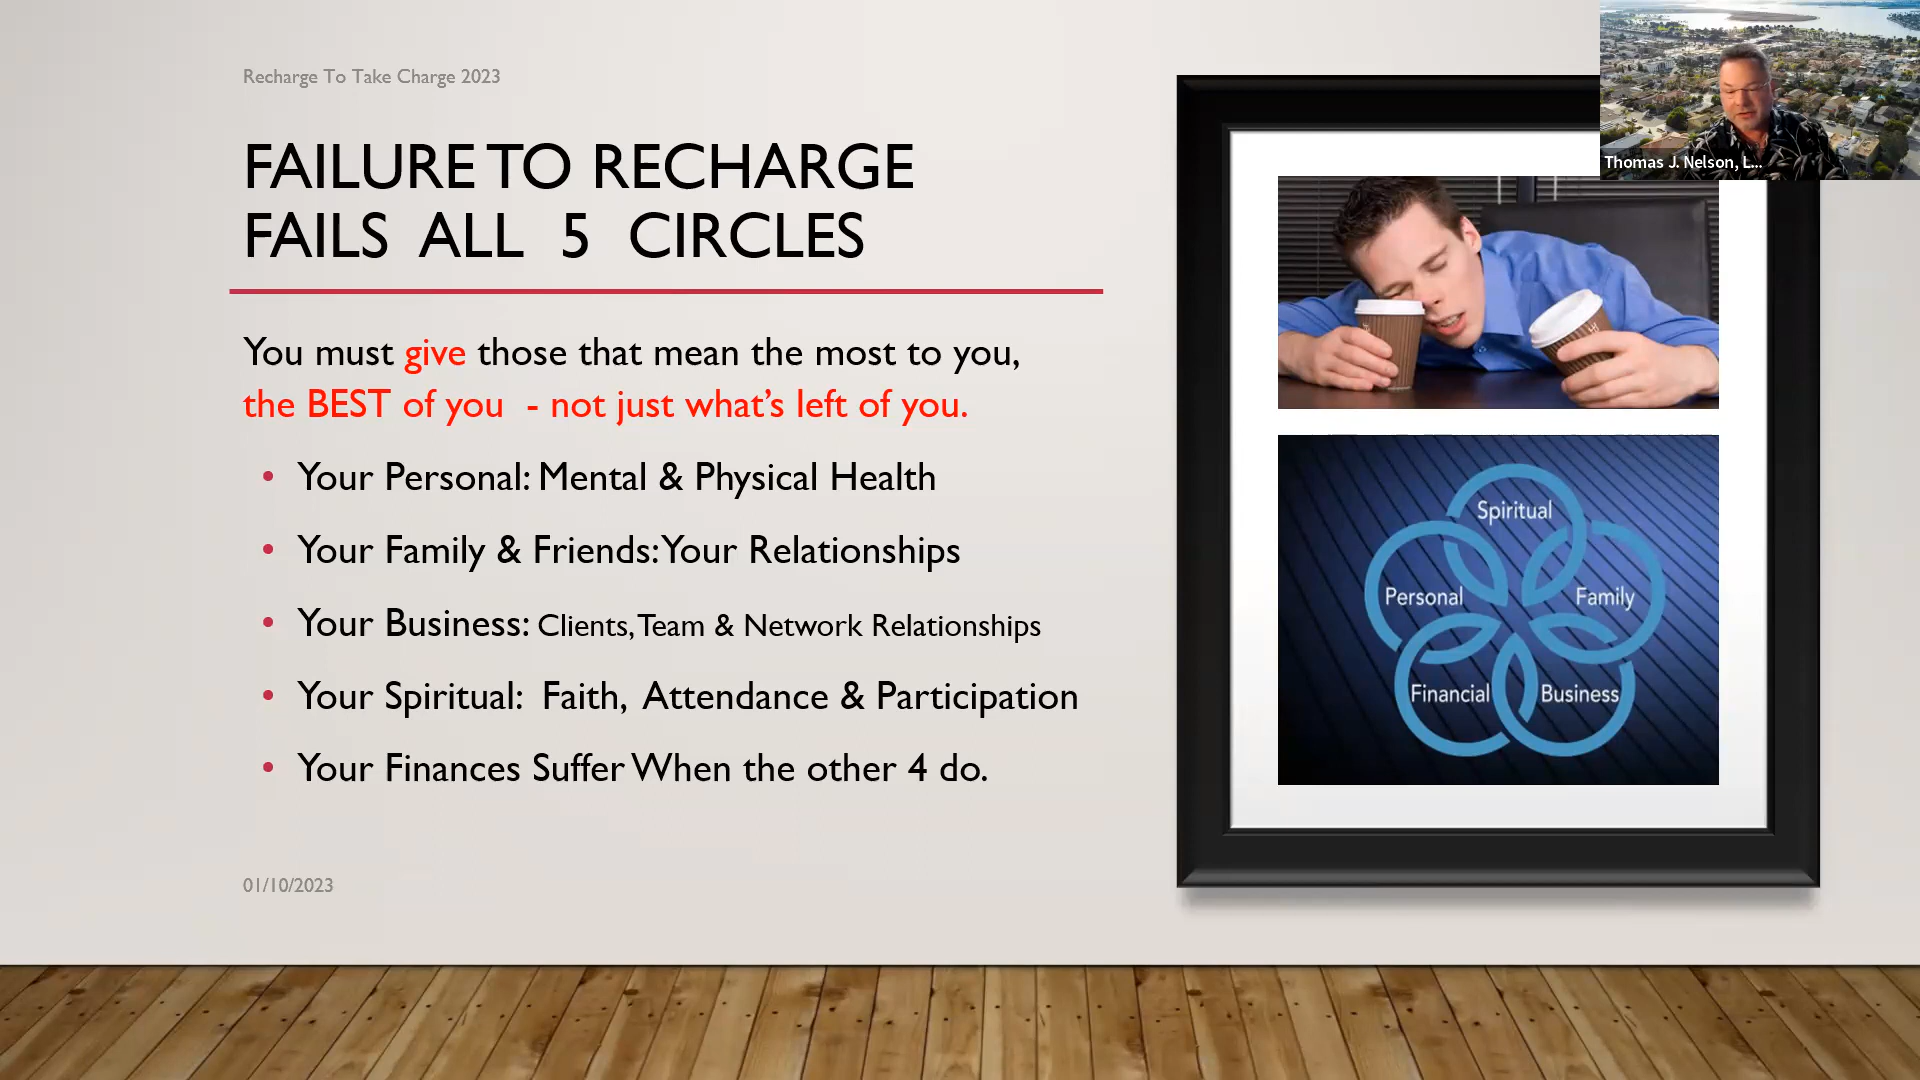 Recharge To Take Charge 2023
FAILURE TO RECHARGE
FAILS ALL 5 CIRCLES
You must give those that mean the most to you,
the BEST of you - not just what's left of you.
• Your Personal: Mental & Physical Health
• Your Family & Friends: Your Relationships
• Your Business: Clients, Team & Network Relationships
• Your Spiritual: Faith, Attendance & Participation
• Your Finances Suffer When the other 4 do.
01/10/2023
Thomas J. Nelson, L...
Spiritual
Personal
Family
Financial
Business